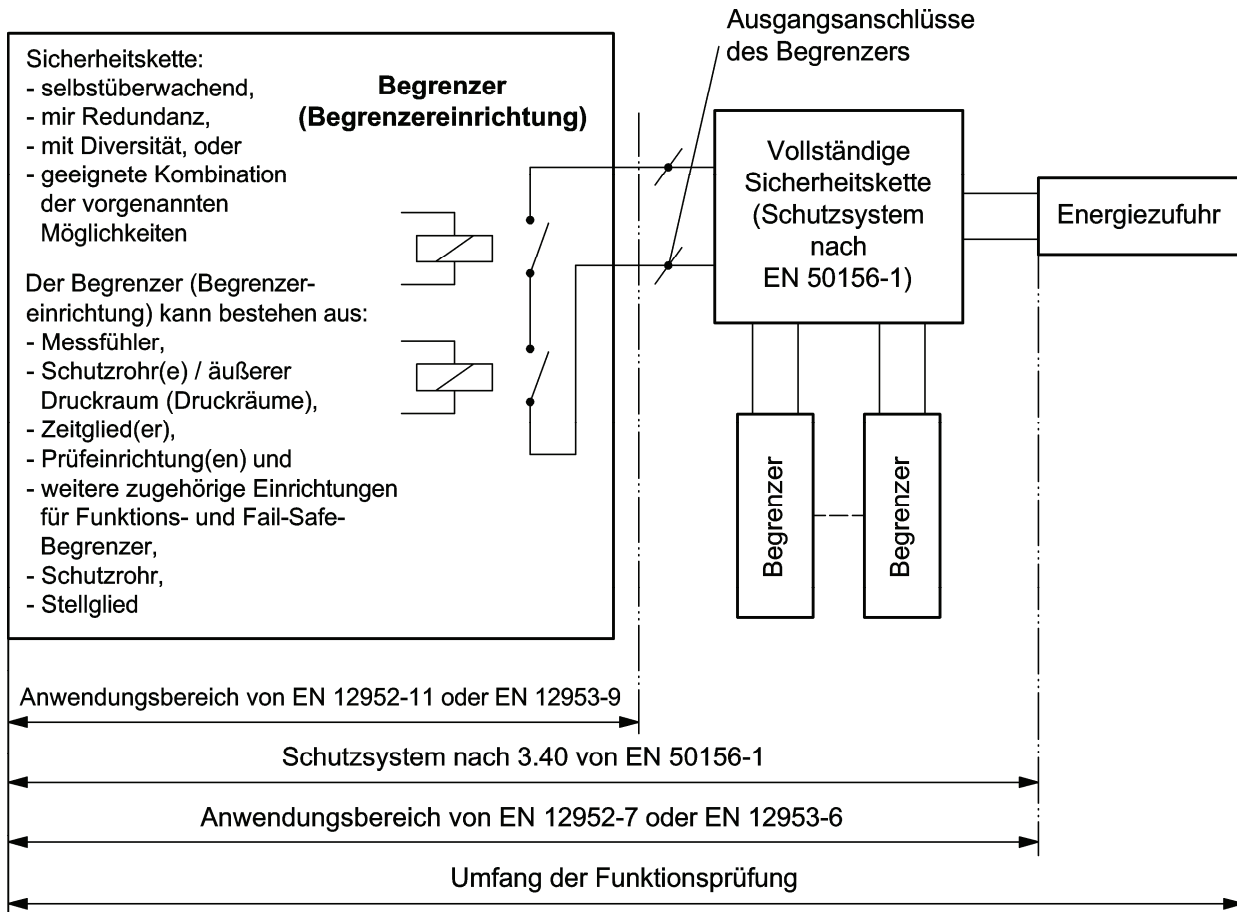 Sicherheitskette:
- selbstüberwachend,
- mir Redundanz,
- mit Diversität, oder
- geeignete Kombination
der vorgenannten
Möglichkeiten
Der Begrenzer (Begrenzer-
einrichtung) kann bestehen aus:
- Messfühler,
- Schutzrohr(e) / äußerer
Druckraum (Druckräume),
- Zeitglied(er),
- Prüfeinrichtung(en) und
- weitere zugehörige Einrichtungen
für Funktions- und Fail-Safe-
Begrenzer,
- Schutzrohr,
- Stellglied
Begrenzer
(Begrenzereinrichtung)
Ausgangsanschlüsse
des Begrenzers
Vollständige
Sicherheitskette
(Schutzsystem
nach
EN 50156-1)
Energiezufuhr
Begrenzer
Begrenzer
Anwendungsbereich von EN 12952-11 oder EN 12953-9
Schutzsystem nach 3.40 von EN 50156-1
Anwendungsbereich von EN 12952-7 oder EN 12953-6
Umfang der Funktionsprüfung